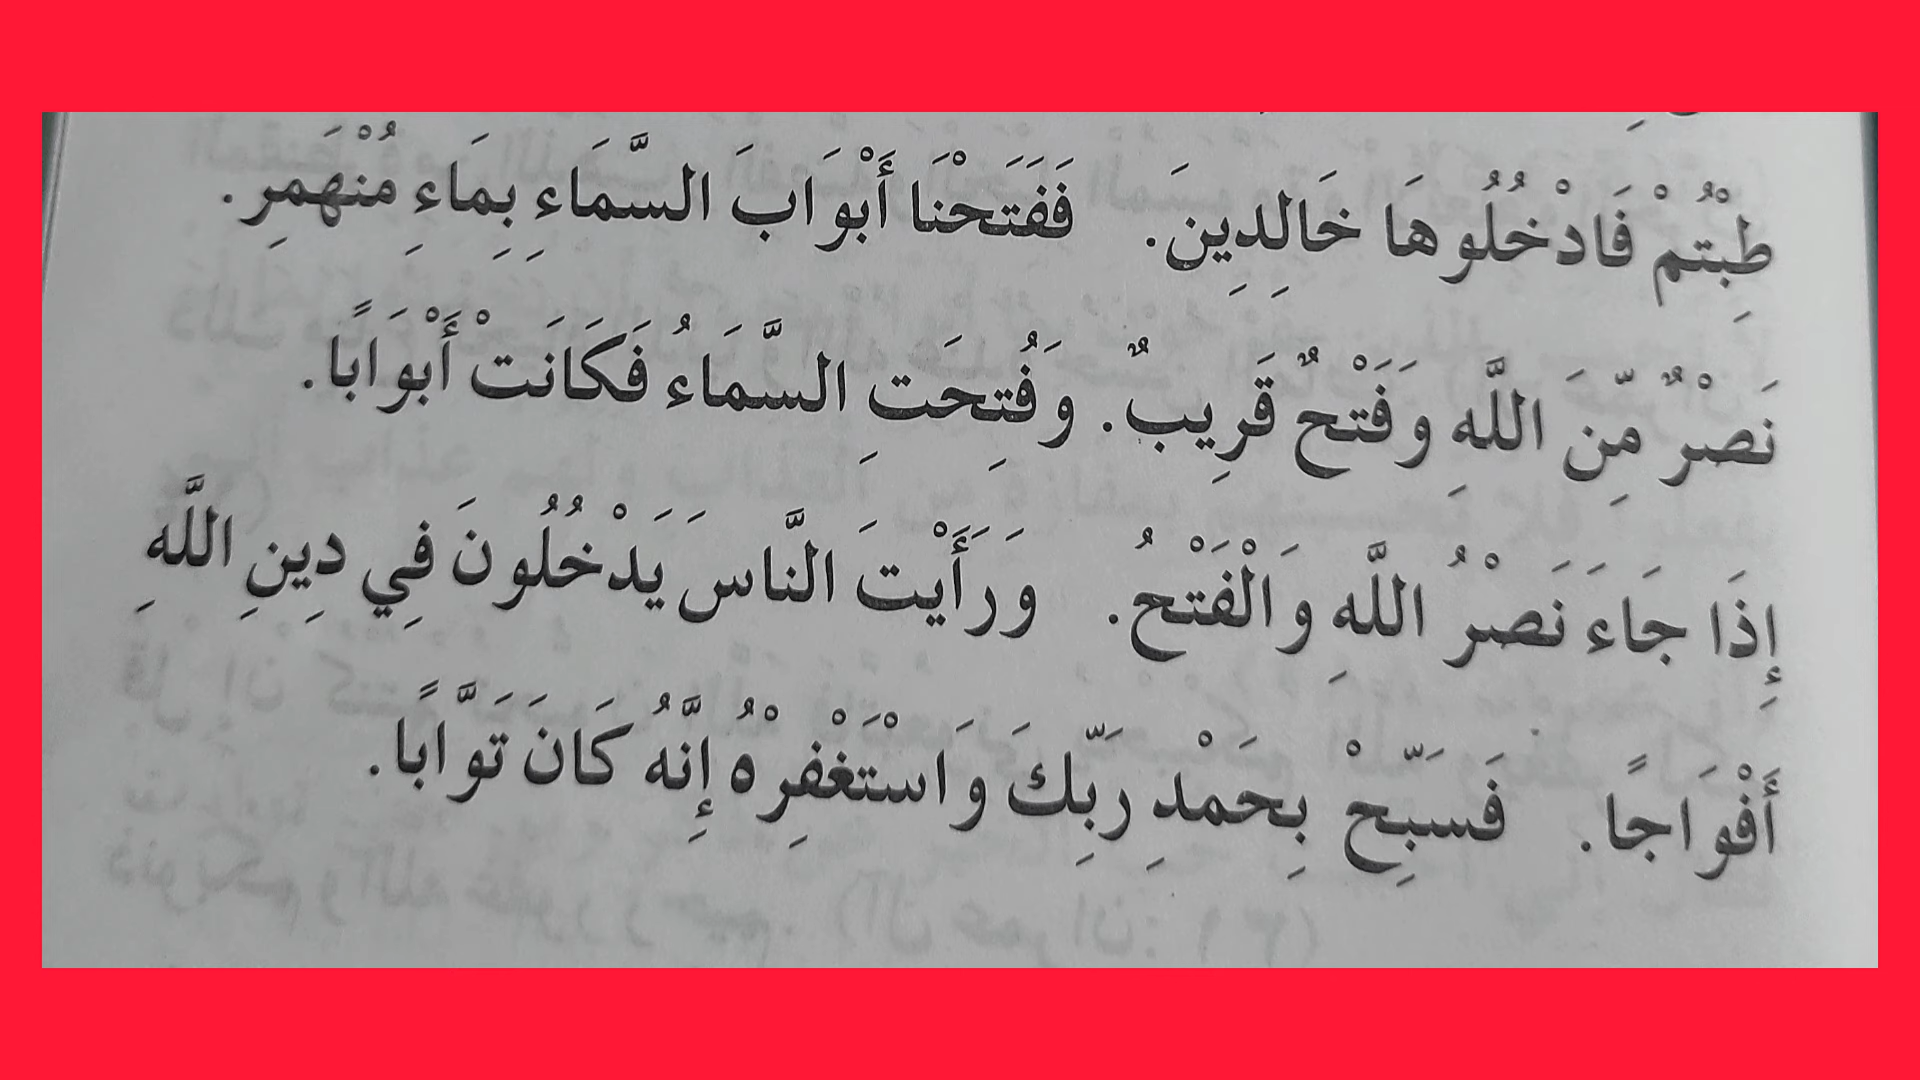 طِبْتُمْ فَادْخُلُوهَا خَالِدِينَ. فَفَتَحْنَا أَبْوَابَ السَّمَاءِ بِمَاءٍ مُنْهَمِرٍ.
نَصْرٌ مِّنَ اللَّهِ وَفَتْحٌ قَرِيبٌ. وَفُتِحَتِ السَّمَاءُ فَكَانَتْ أَبْوَابًا.
إِذَا جَاءَ نَصْرُ اللَّهِ وَالْفَتْحُ. وَرَأَيْتَ النَّاسَ يَدْخُلُونَ فِي دِينِ اللَّهِ
أَفْوَاجًا. فَسَبِّحْ بِحَمْدِ رَبِّكَ وَاسْتَغْفِرْهُ إِنَّهُ كَانَ تَوَّابًا.